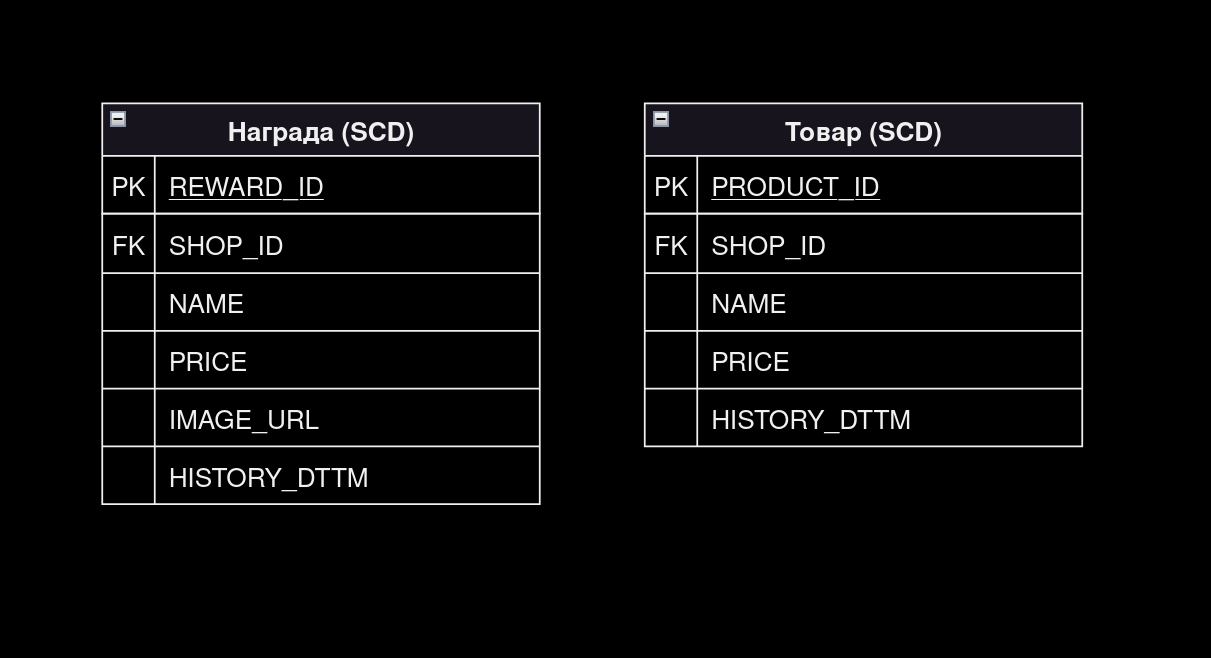 Награда (SCD)
PK REWARD_ID
FK SHOP_ID
NAME
PRICE
IMAGE_URL
HISTORY_DTTM
Товар (SCD)
PK PRODUCT_ID
FK SHOP_ID
NAME
PRICE
HISTORY_DTTM